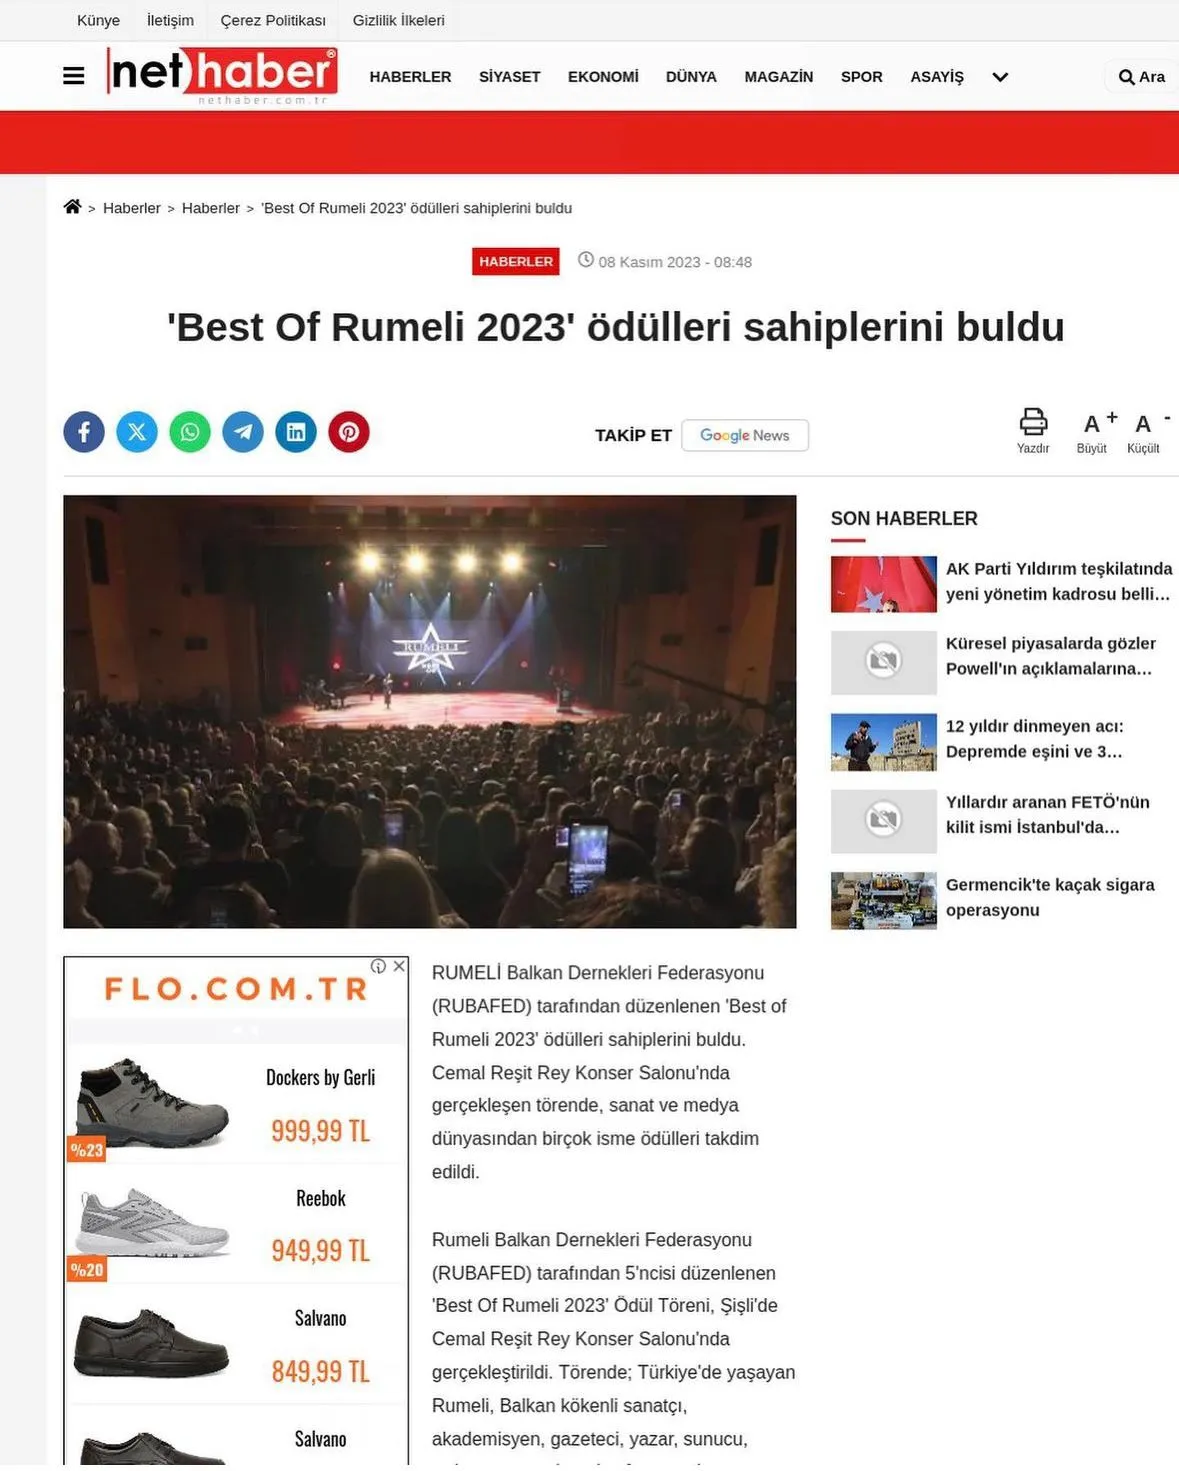 Künye İletişim Çerez Politikası Gizlilik İlkeleri
net haber®
nethaber.com.tr
HABERLER SİYASET EKONOMİ DÜNYA MAGAZİN SPOR ASAYİŞ
Ara
> Haberler > Haberler > 'Best Of Rumeli 2023' ödülleri sahiplerini buldu
HABERLER 08 Kasım 2023 - 08:48
'Best Of Rumeli 2023' ödülleri sahiplerini buldu
TAKİP ET Google News
Yazdır
A + Büyüt
A - Küçült
RUMELİ
SON HABERLER
AK Parti Yıldırım teşkilatında
yeni yönetim kadrosu belli...
Küresel piyasalarda gözler
Powell'ın açıklamalarına...
12 yıldır dinmeyen acı:
Depremde eşini ve 3...
Yıllardır aranan FETÖ'nün
kilit ismi İstanbul'da...
Germencik'te kaçak sigara
operasyonu
FLO.COM.TR
Dockers by Gerli
999,99 TL
%23
Reebok
949,99 TL
%20
Salvano
849,99 TL
Salvano
RUMELİ Balkan Dernekleri Federasyonu
(RUBAFED) tarafından düzenlenen 'Best of
Rumeli 2023' ödülleri sahiplerini buldu.
Cemal Reşit Rey Konser Salonu'nda
gerçekleşen törende, sanat ve medya
dünyasından birçok isme ödülleri takdim
edildi.
Rumeli Balkan Dernekleri Federasyonu
(RUBAFED) tarafından 5'ncisi düzenlenen
'Best Of Rumeli 2023' Ödül Töreni, Şişli'de
Cemal Reşit Rey Konser Salonu'nda
gerçekleştirildi. Törende; Türkiye'de yaşayan
Rumeli, Balkan kökenli sanatçı,
akademisyen, gazeteci, yazar, sunucu,